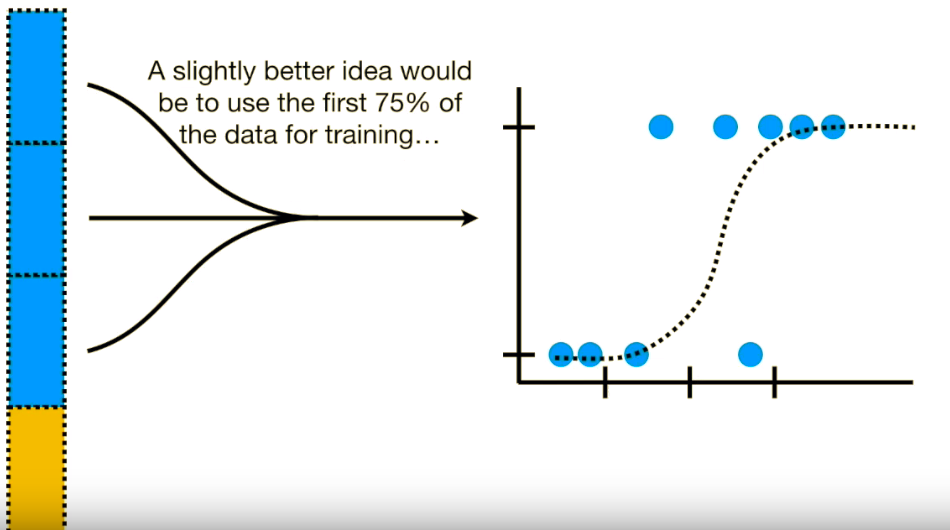 A slightly better idea would
be to use the first 75% of
the data for training…